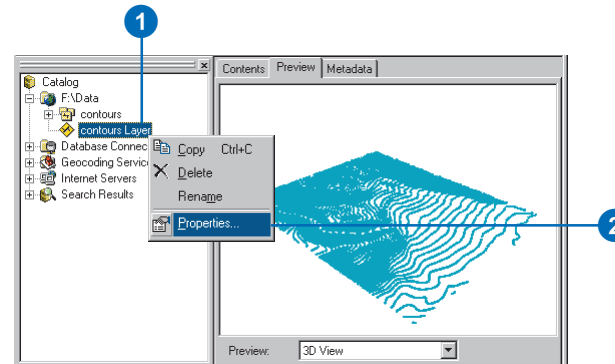 1
Catalog
F:\Data
contours
contours Layer
Database Connec
Geocoding Servic
Internet Servers
Search Results
Copy Ctrl+C
Delete
Rename
Properties...
Contents Preview Metadata
2
Preview: 3D View